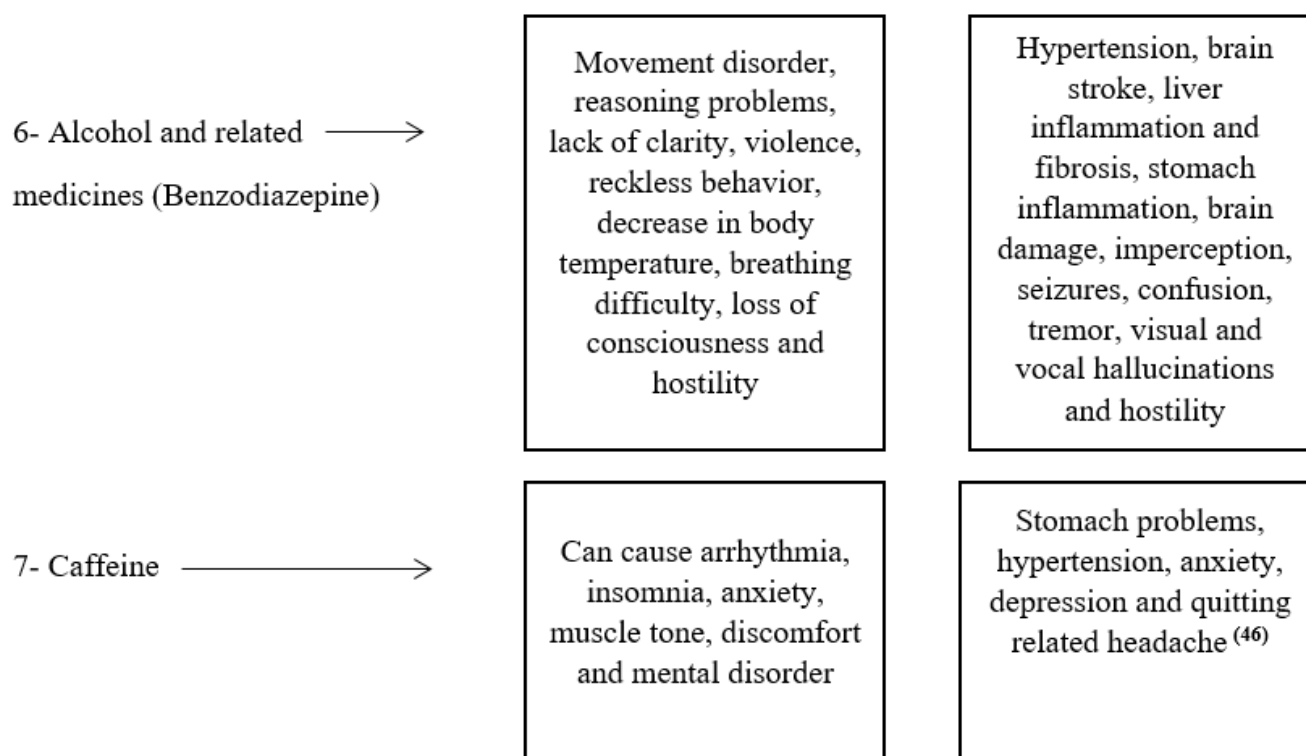 6- Alcohol and related
medicines (Benzodiazepine)
Movement disorder,
reasoning problems,
lack of clarity, violence,
reckless behavior,
decrease in body
temperature, breathing
difficulty, loss of
consciousness and
hostility
Hypertension, brain
stroke, liver
inflammation and
fibrosis, stomach
inflammation, brain
damage, imperception,
seizures, confusion,
tremor, visual and
vocal hallucinations
and hostility
7- Caffeine
Can cause arrhythmia,
insomnia, anxiety,
muscle tone, discomfort
and mental disorder
Stomach problems,
hypertension, anxiety,
depression and quitting
related headache (46)